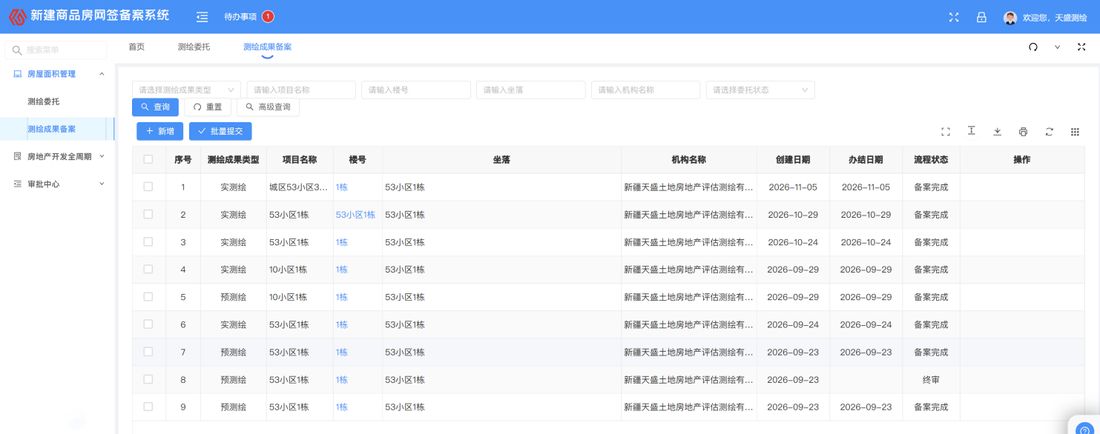 新建商品房网签备案系统 待办事项 1 欢迎您，天盛测绘
搜索菜单 首页 测绘委托 测绘成果备案
房屋面积管理
测绘委托
测绘成果备案
房地产开发全周期
审批中心
请选择测绘成果类型 请输入项目名称 请输入楼号 请输入坐落 请输入机构名称 请选择委托状态
查询 重置 高级查询
新增 批量提交
序号 测绘成果类型 项目名称 楼号 坐落 机构名称 创建日期 办结日期 流程状态 操作
1 实测绘 城区53小区3... 1栋 53小区1栋 新疆天盛土地房地产评估测绘有... 2026-11-05 2026-11-05 备案完成
2 实测绘 53小区1栋 53小区1栋 53小区1栋 新疆天盛土地房地产评估测绘有... 2026-10-29 2026-10-29 备案完成
3 实测绘 53小区1栋 1栋 53小区1栋 新疆天盛土地房地产评估测绘有... 2026-10-24 2026-10-24 备案完成
4 实测绘 10小区1栋 1栋 53小区1栋 新疆天盛土地房地产评估测绘有... 2026-09-29 2026-09-29 备案完成
5 预测绘 10小区1栋 1栋 53小区1栋 新疆天盛土地房地产评估测绘有... 2026-09-29 2026-09-29 备案完成
6 实测绘 53小区1栋 1栋 53小区1栋 新疆天盛土地房地产评估测绘有... 2026-09-24 2026-09-24 备案完成
7 预测绘 53小区1栋 1栋 53小区1栋 新疆天盛土地房地产评估测绘有... 2026-09-23 2026-09-23 备案完成
8 预测绘 53小区1栋 1栋 53小区1栋 新疆天盛土地房地产评估测绘有... 2026-09-23 终审
9 预测绘 53小区1栋 1栋 53小区1栋 新疆天盛土地房地产评估测绘有... 2026-09-23 2026-09-23 备案完成